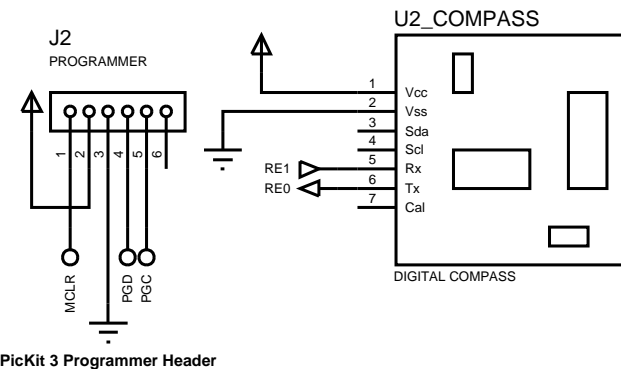 U2_COMPASS
J2
PROGRAMMER
1
2
3
4
5
6
MCLR
PGD
PGC
PicKit 3 Programmer Header
1 Vcc
2 Vss
3 Sda
4 Scl
RE1 5 Rx
RE0 6 Tx
7 Cal
DIGITAL COMPASS